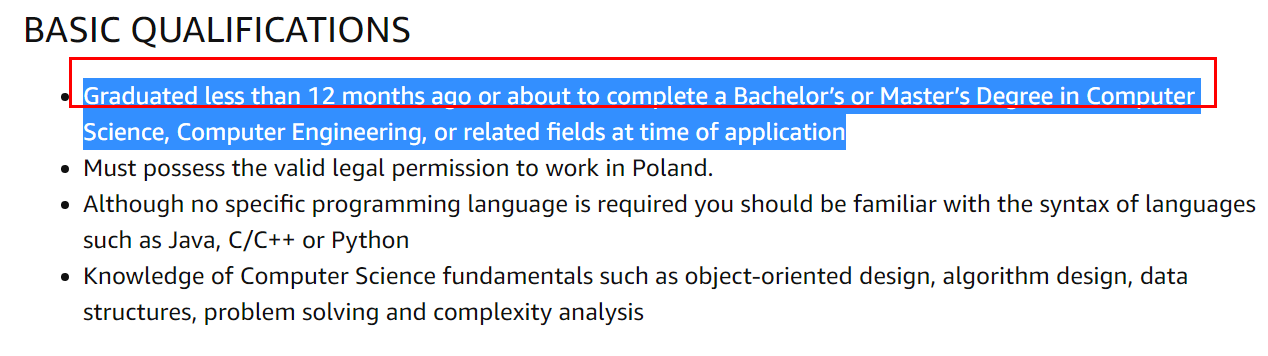 BASIC QUALIFICATIONS
• Graduated less than 12 months ago or about to complete a Bachelor’s or Master’s Degree in Computer
Science, Computer Engineering, or related fields at time of application
• Must possess the valid legal permission to work in Poland.
• Although no specific programming language is required you should be familiar with the syntax of languages
such as Java, C/C++ or Python
• Knowledge of Computer Science fundamentals such as object-oriented design, algorithm design, data
structures, problem solving and complexity analysis